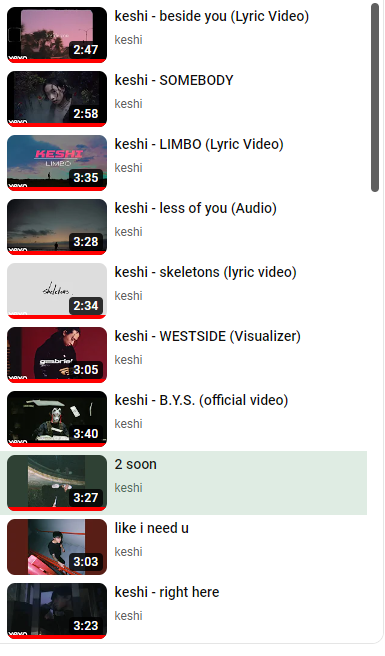 keshi - beside you (Lyric Video)
keshi
vevo
2:47
keshi - SOMEBODY
keshi
vevo
2:58
keshi - LIMBO (Lyric Video)
keshi
KESHI
LIMBO
vevo
3:35
keshi - less of you (Audio)
keshi
vevo
3:28
keshi - skeletons (lyric video)
keshi
skeletons
vevo
2:34
keshi - WESTSIDE (Visualizer)
keshi
gabriel
vevo
3:05
keshi - B.Y.S. (official video)
keshi
vevo
3:40
2 soon
keshi
3:27
like i need u
keshi
3:03
keshi - right here
keshi
vevo
3:23